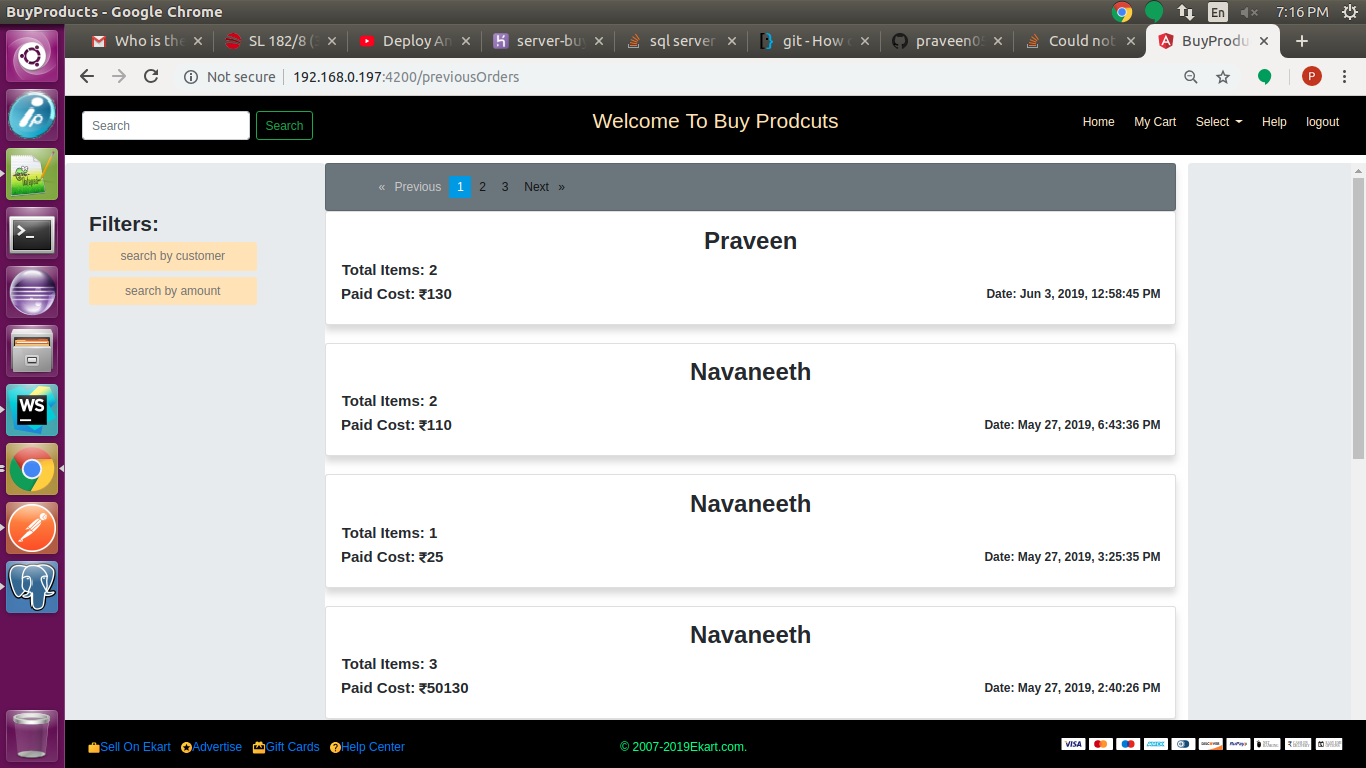 BuyProducts - Google Chrome
En
7:16 PM
Who is the
SL 182/8 (
Deploy An
server-buy
sql server
git - How
praveen05
Could not
BuyProdu
Not secure
192.168.0.197:4200/previousOrders
P
Search
Search
Welcome To Buy Prodcuts
Home
My Cart
Select
Help
logout
« Previous 1 2 3 Next »
Filters:
search by customer
search by amount
Praveen
Total Items: 2
Paid Cost: ₹130
Date: Jun 3, 2019, 12:58:45 PM
Navaneeth
Total Items: 2
Paid Cost: ₹110
Date: May 27, 2019, 6:43:36 PM
Navaneeth
Total Items: 1
Paid Cost: ₹25
Date: May 27, 2019, 3:25:35 PM
Navaneeth
Total Items: 3
Paid Cost: ₹50130
Date: May 27, 2019, 2:40:26 PM
WS
Sell On Ekart
Advertise
Gift Cards
Help Center
© 2007-2019Ekart.com.
VISA